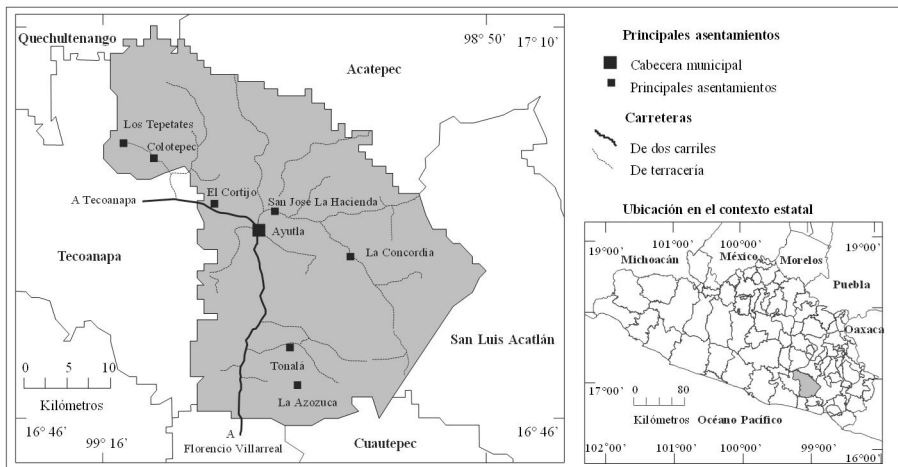 Quechultenango
98° 50'
17° 10'
Acatepec
Los Tepetates
Colotepec
El Cortijo
San José La Hacienda
A Tecoanapa
Ayutla
Tecoanapa
La Concordia
San Luis Acatlán
0 5 10
Kilómetros
Tonalá
La Azozuca
16° 46'
99° 16'
A
Florencio Villarreal
Cuautepec
16° 46'
Principales asentamientos
Cabecera municipal
Principales asentamientos
Carreteras
De dos carriles
De terracería
Ubicación en el contexto estatal
19°00'
101°00'
100°00'
19°00'
Michoacán
México
Morelos
Puebla
Oaxaca
17°00'
0 80
Kilómetros
Océano Pacífico
102°00'
101°00'
100°00'
99°00'
16°00'